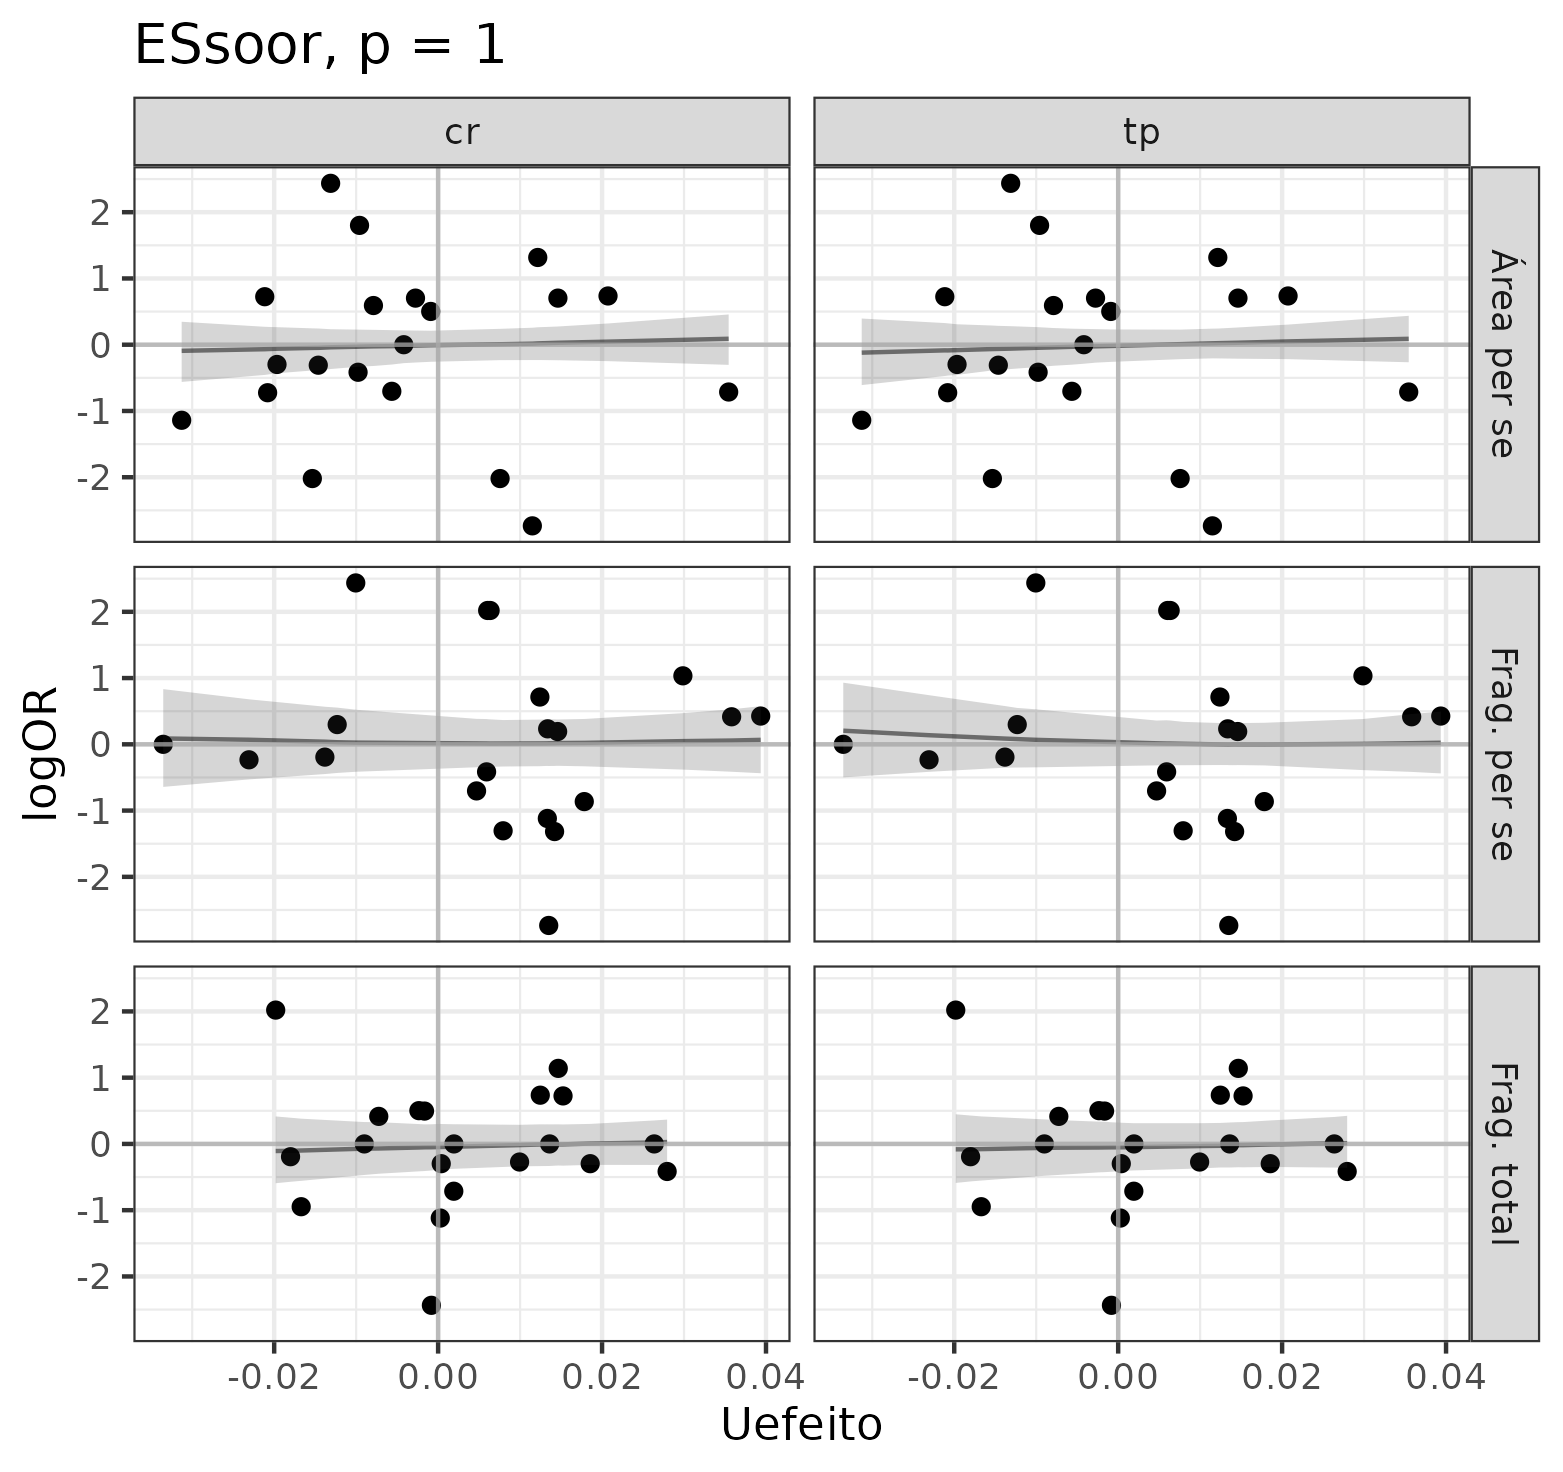 ESsoor, p = 1
cr
tp
2
1
0
-1
-2
Área per se
logOR
2
1
0
-1
-2
Frag. per se
2
1
0
-1
-2
Frag. total
-0.02 0.00 0.02 0.04
-0.02 0.00 0.02 0.04
Uefeito